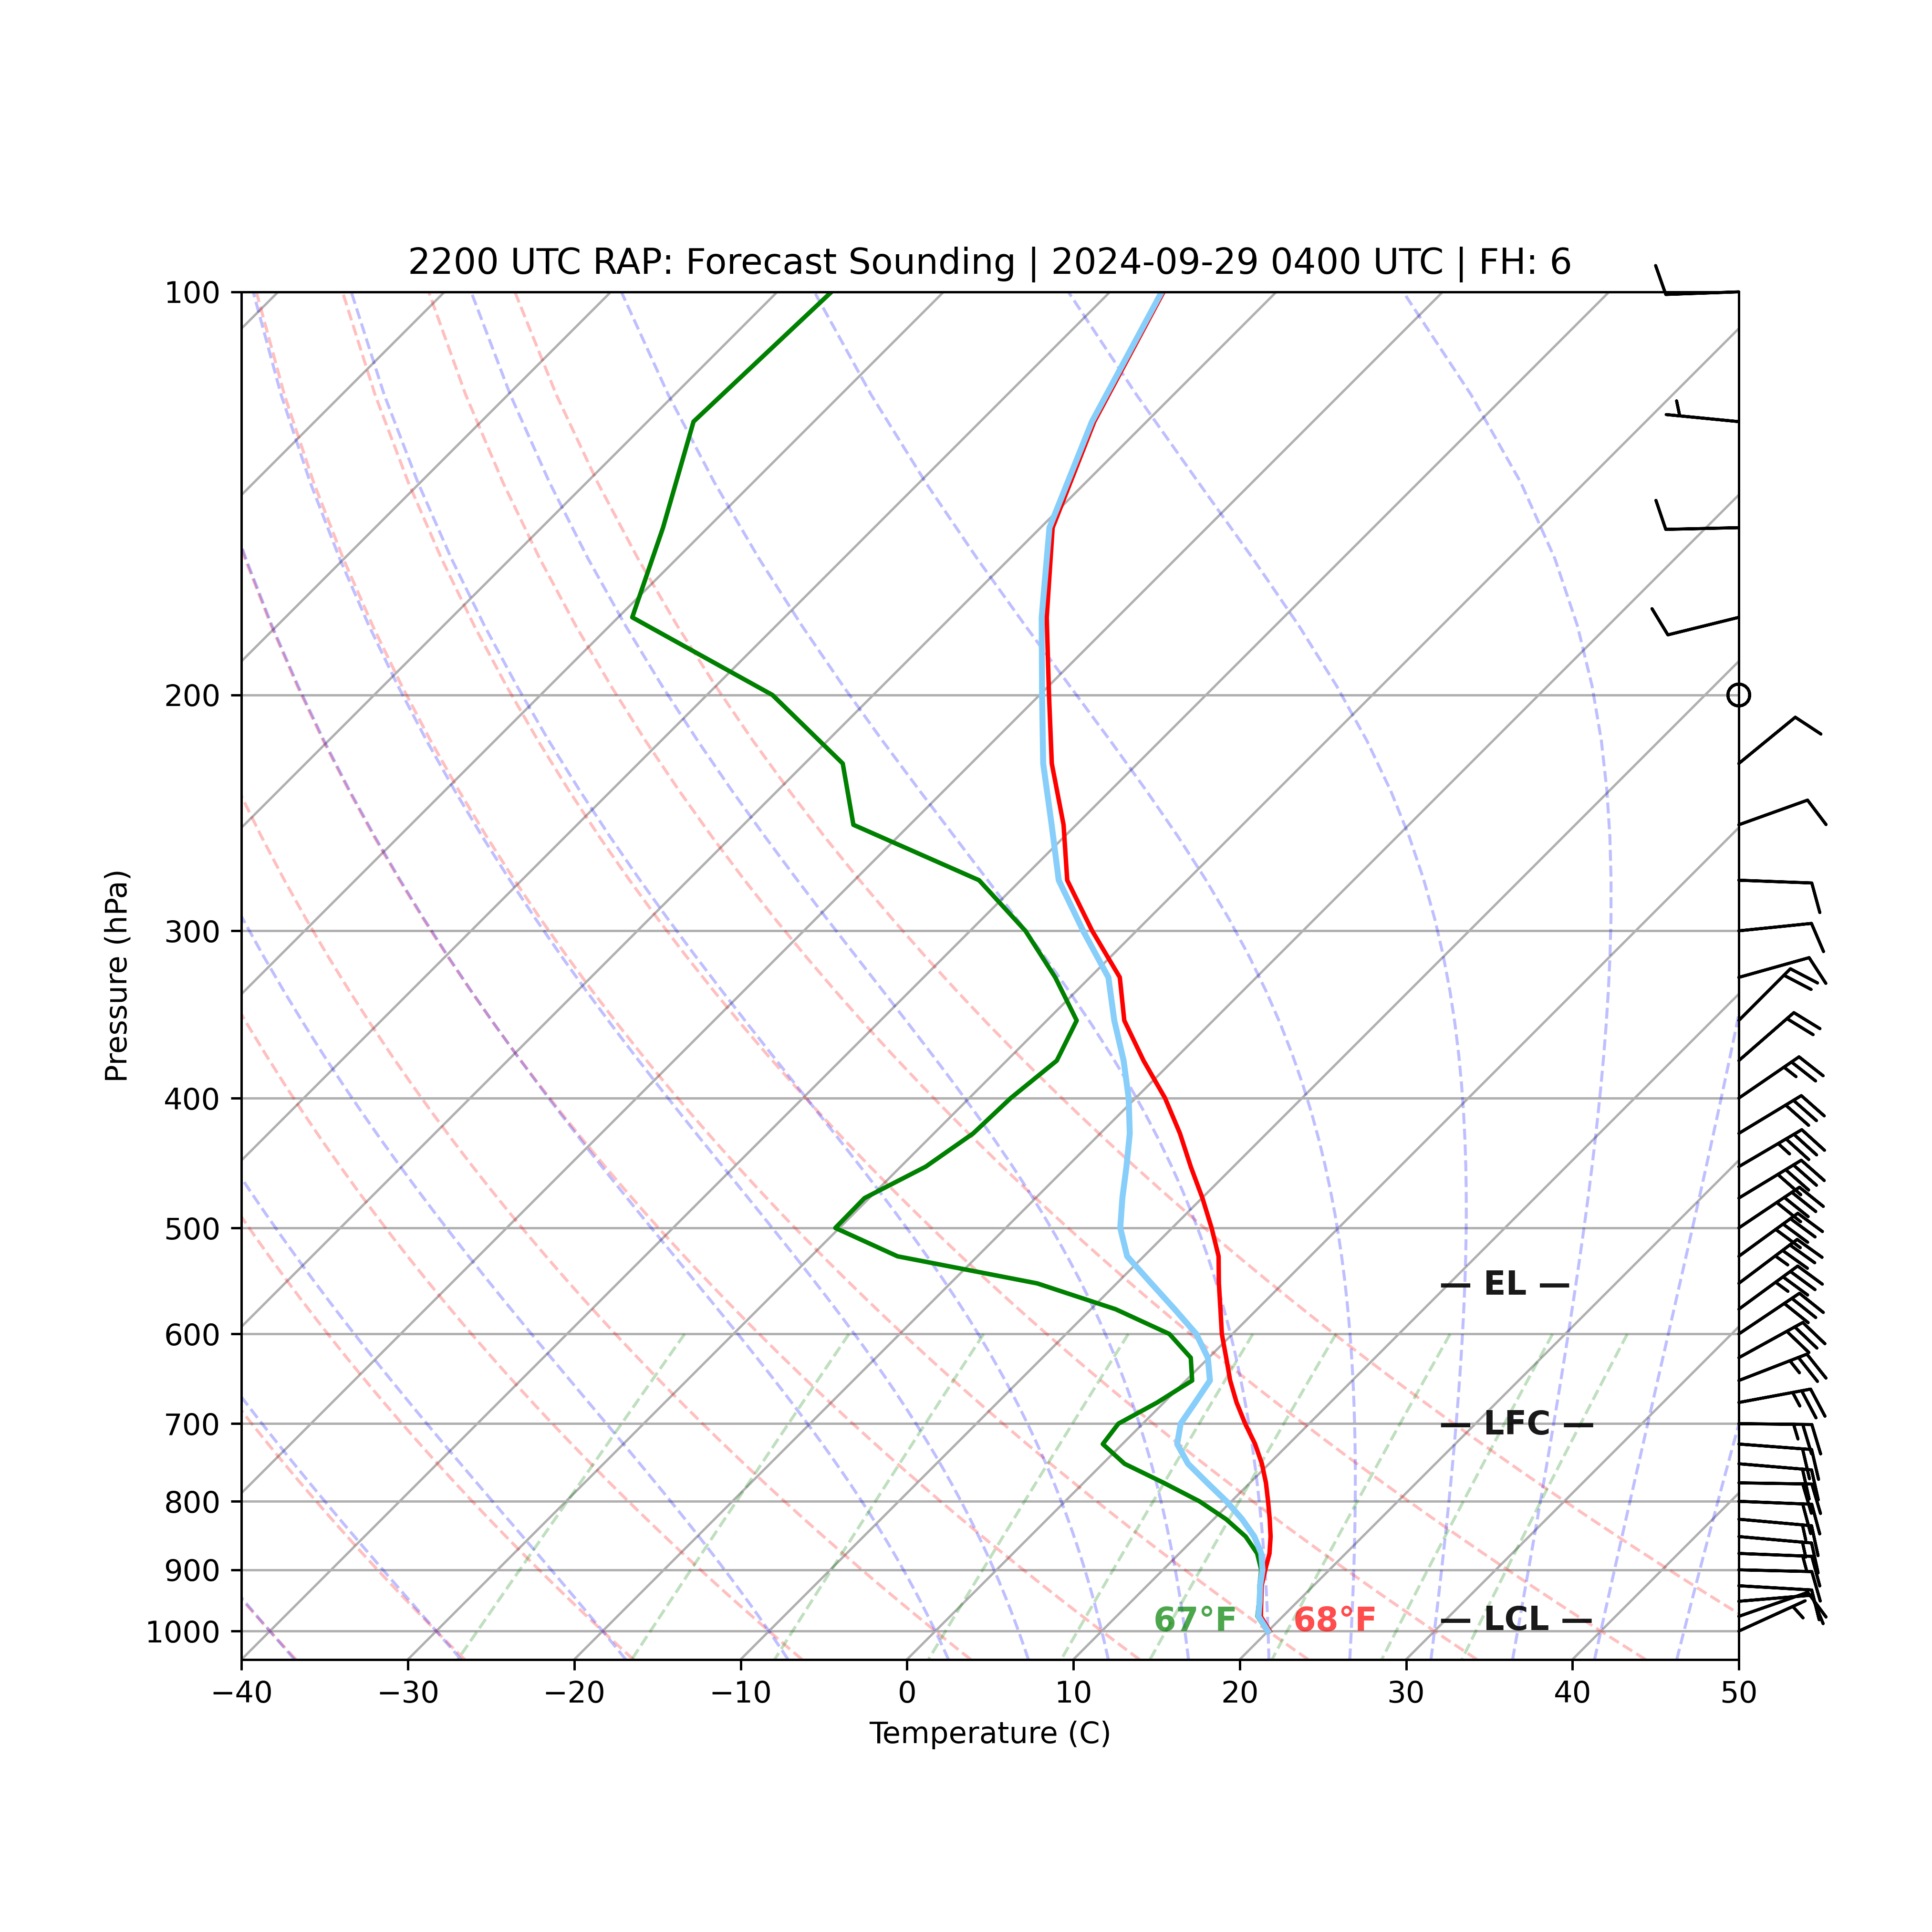 2200 UTC RAP: Forecast Sounding | 2024-09-29 0400 UTC | FH: 6
100
200
300
400
500
600
700
800
900
1000
Pressure (hPa)
— EL —
— LFC —
— LCL —
67°F 68°F
−40 −30 −20 −10 0 10 20 30 40 50
Temperature (C)